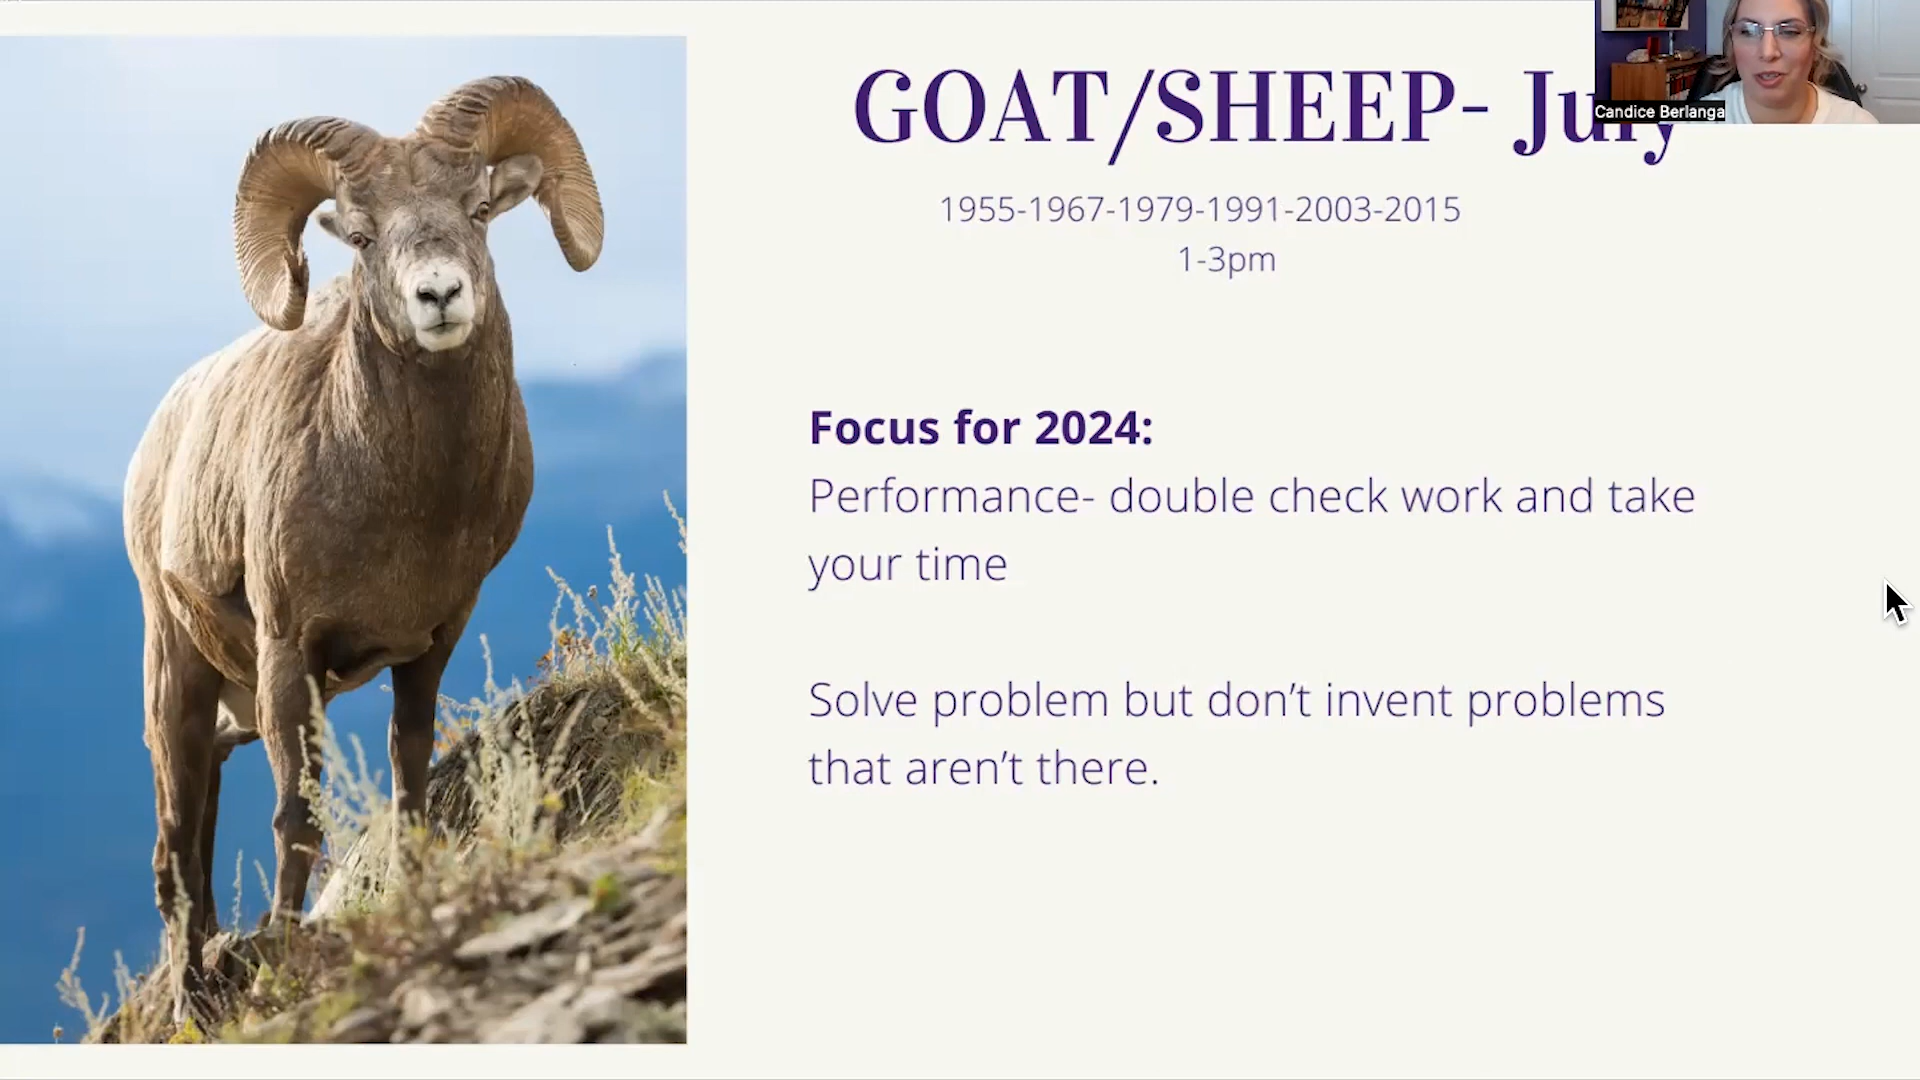 GOAT/SHEEP- July
Candice Berlanga
1955-1967-1979-1991-2003-2015
1-3pm
Focus for 2024:
Performance- double check work and take
your time
Solve problem but don't invent problems
that aren't there.